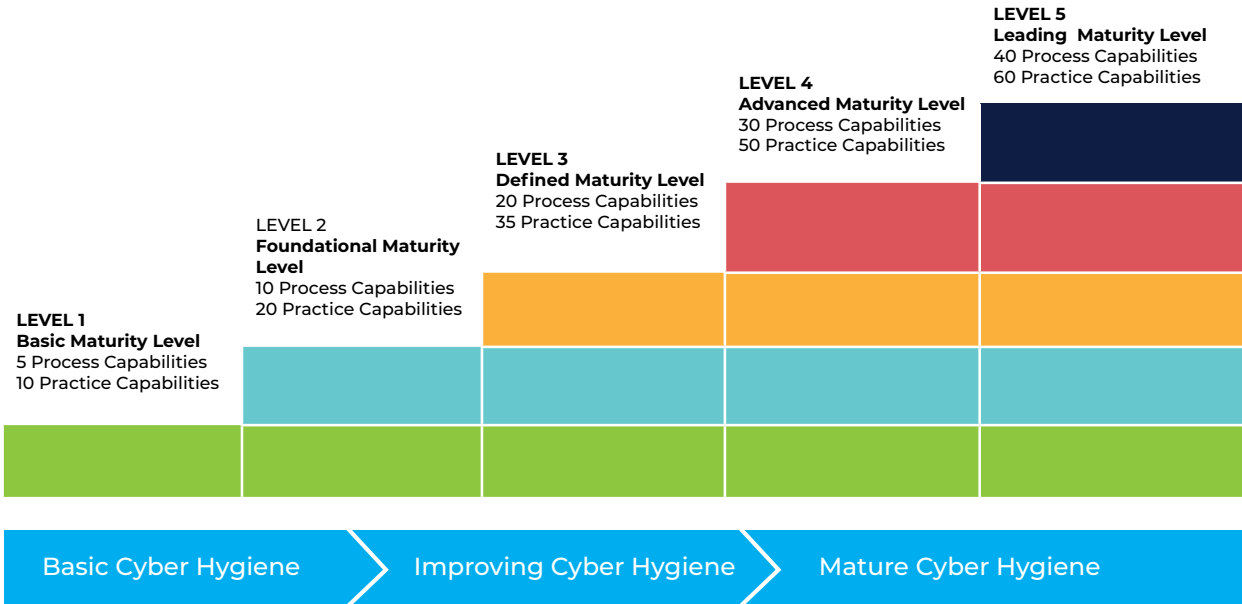 LEVEL 1
Basic Maturity Level
5 Process Capabilities
10 Practice Capabilities
LEVEL 2
Foundational Maturity
Level
10 Process Capabilities
20 Practice Capabilities
LEVEL 3
Defined Maturity Level
20 Process Capabilities
35 Practice Capabilities
LEVEL 4
Advanced Maturity Level
30 Process Capabilities
50 Practice Capabilities
LEVEL 5
Leading Maturity Level
40 Process Capabilities
60 Practice Capabilities
Basic Cyber Hygiene
Improving Cyber Hygiene
Mature Cyber Hygiene